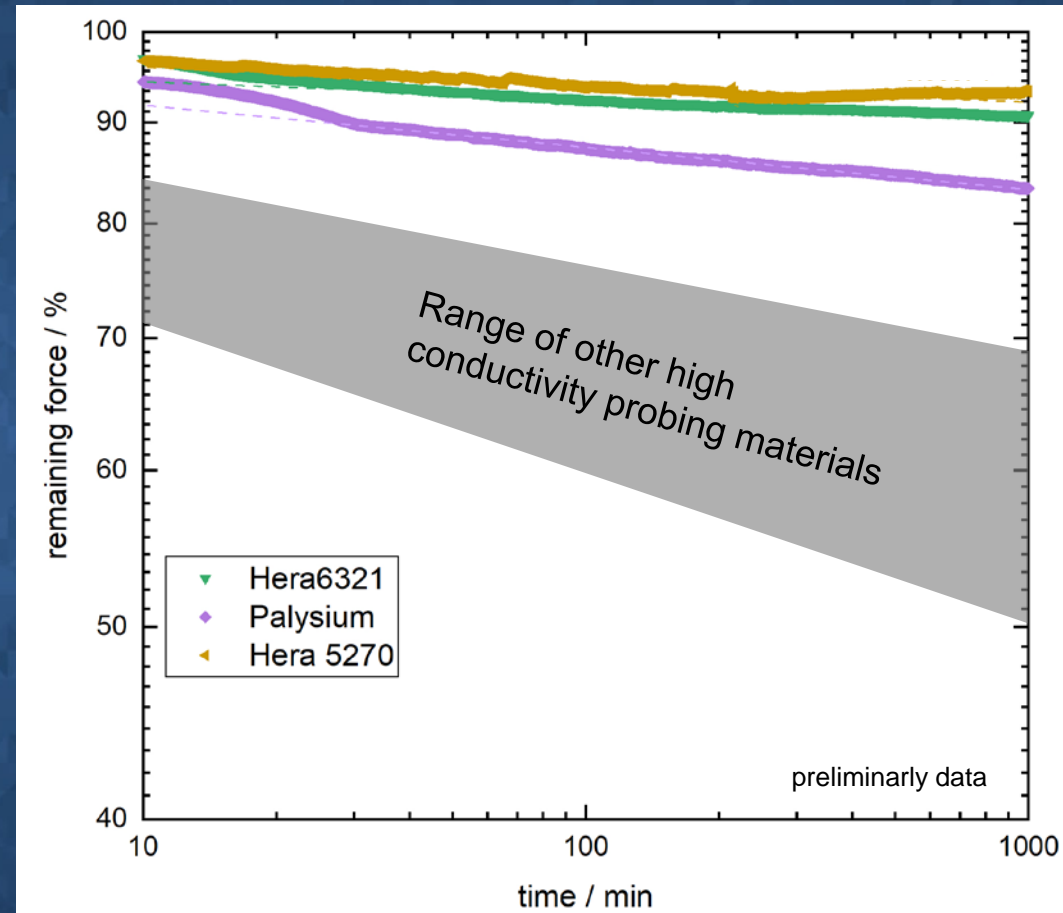 100
90
80
70
60
50
40
remaining force / %
Range of other high
conductivity probing materials
Hera6321
Palysium
Hera 5270
preliminarly data
10
100
1000
time / min